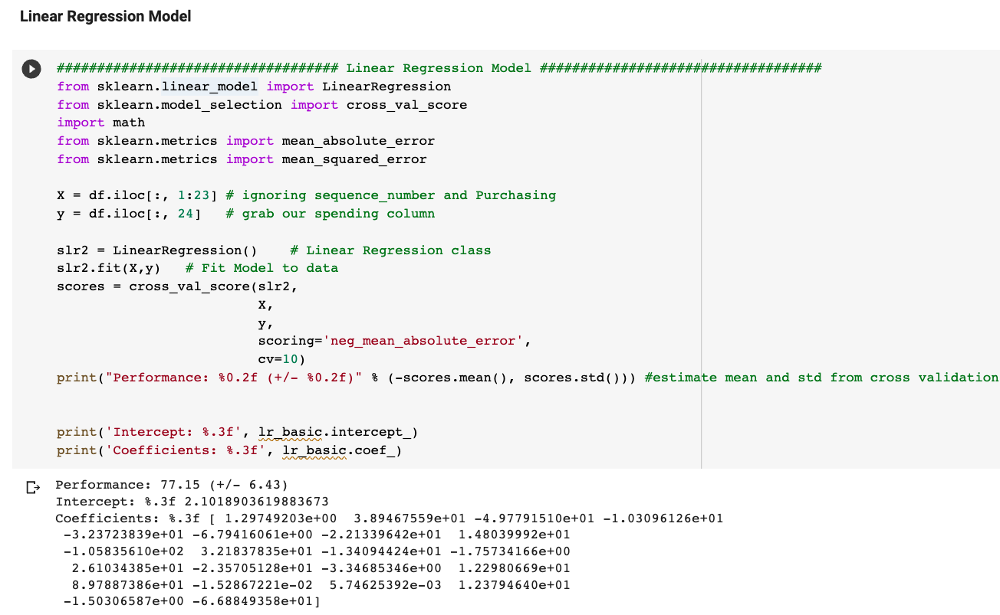 Linear Regression Model
################################### Linear Regression Model ###################################
from sklearn.linear_model import LinearRegression
from sklearn.model_selection import cross_val_score
import math
from sklearn.metrics import mean_absolute_error
from sklearn.metrics import mean_squared_error
X = df.iloc[:, 1:23] # ignoring sequence_number and Purchasing
y = df.iloc[:, 24]   # grab our spending column
slr2 = LinearRegression()    # Linear Regression class
slr2.fit(X,y)   # Fit Model to data
scores = cross_val_score(slr2,
                         X,
                         y,
                         scoring='neg_mean_absolute_error',
                         cv=10)
print("Performance: %0.2f (+/- %0.2f)" % (-scores.mean(), scores.std())) #estimate mean and std from cross validation
print('Intercept: %.3f', lr_basic.intercept_)
print('Coefficients: %.3f', lr_basic.coef_)
Performance: 77.15 (+/- 6.43)
Intercept: %.3f 2.1018903619883673
Coefficients: %.3f [ 1.29749203e+00  3.89467559e+01 -4.97791510e+01 -1.03096126e+01
 -3.23723839e+01 -6.79416061e+00 -2.21339642e+01  1.48039992e+01
 -1.05835610e+02  3.21837835e+01 -1.34094424e+01 -1.75734166e+00
  2.61034385e+01 -2.35705128e+01 -3.34685346e+00  1.22980669e+01
  8.97887386e+01 -1.52867221e-02  5.74625392e-03  1.23794640e+01
 -1.50306587e+00 -6.68849358e+01]